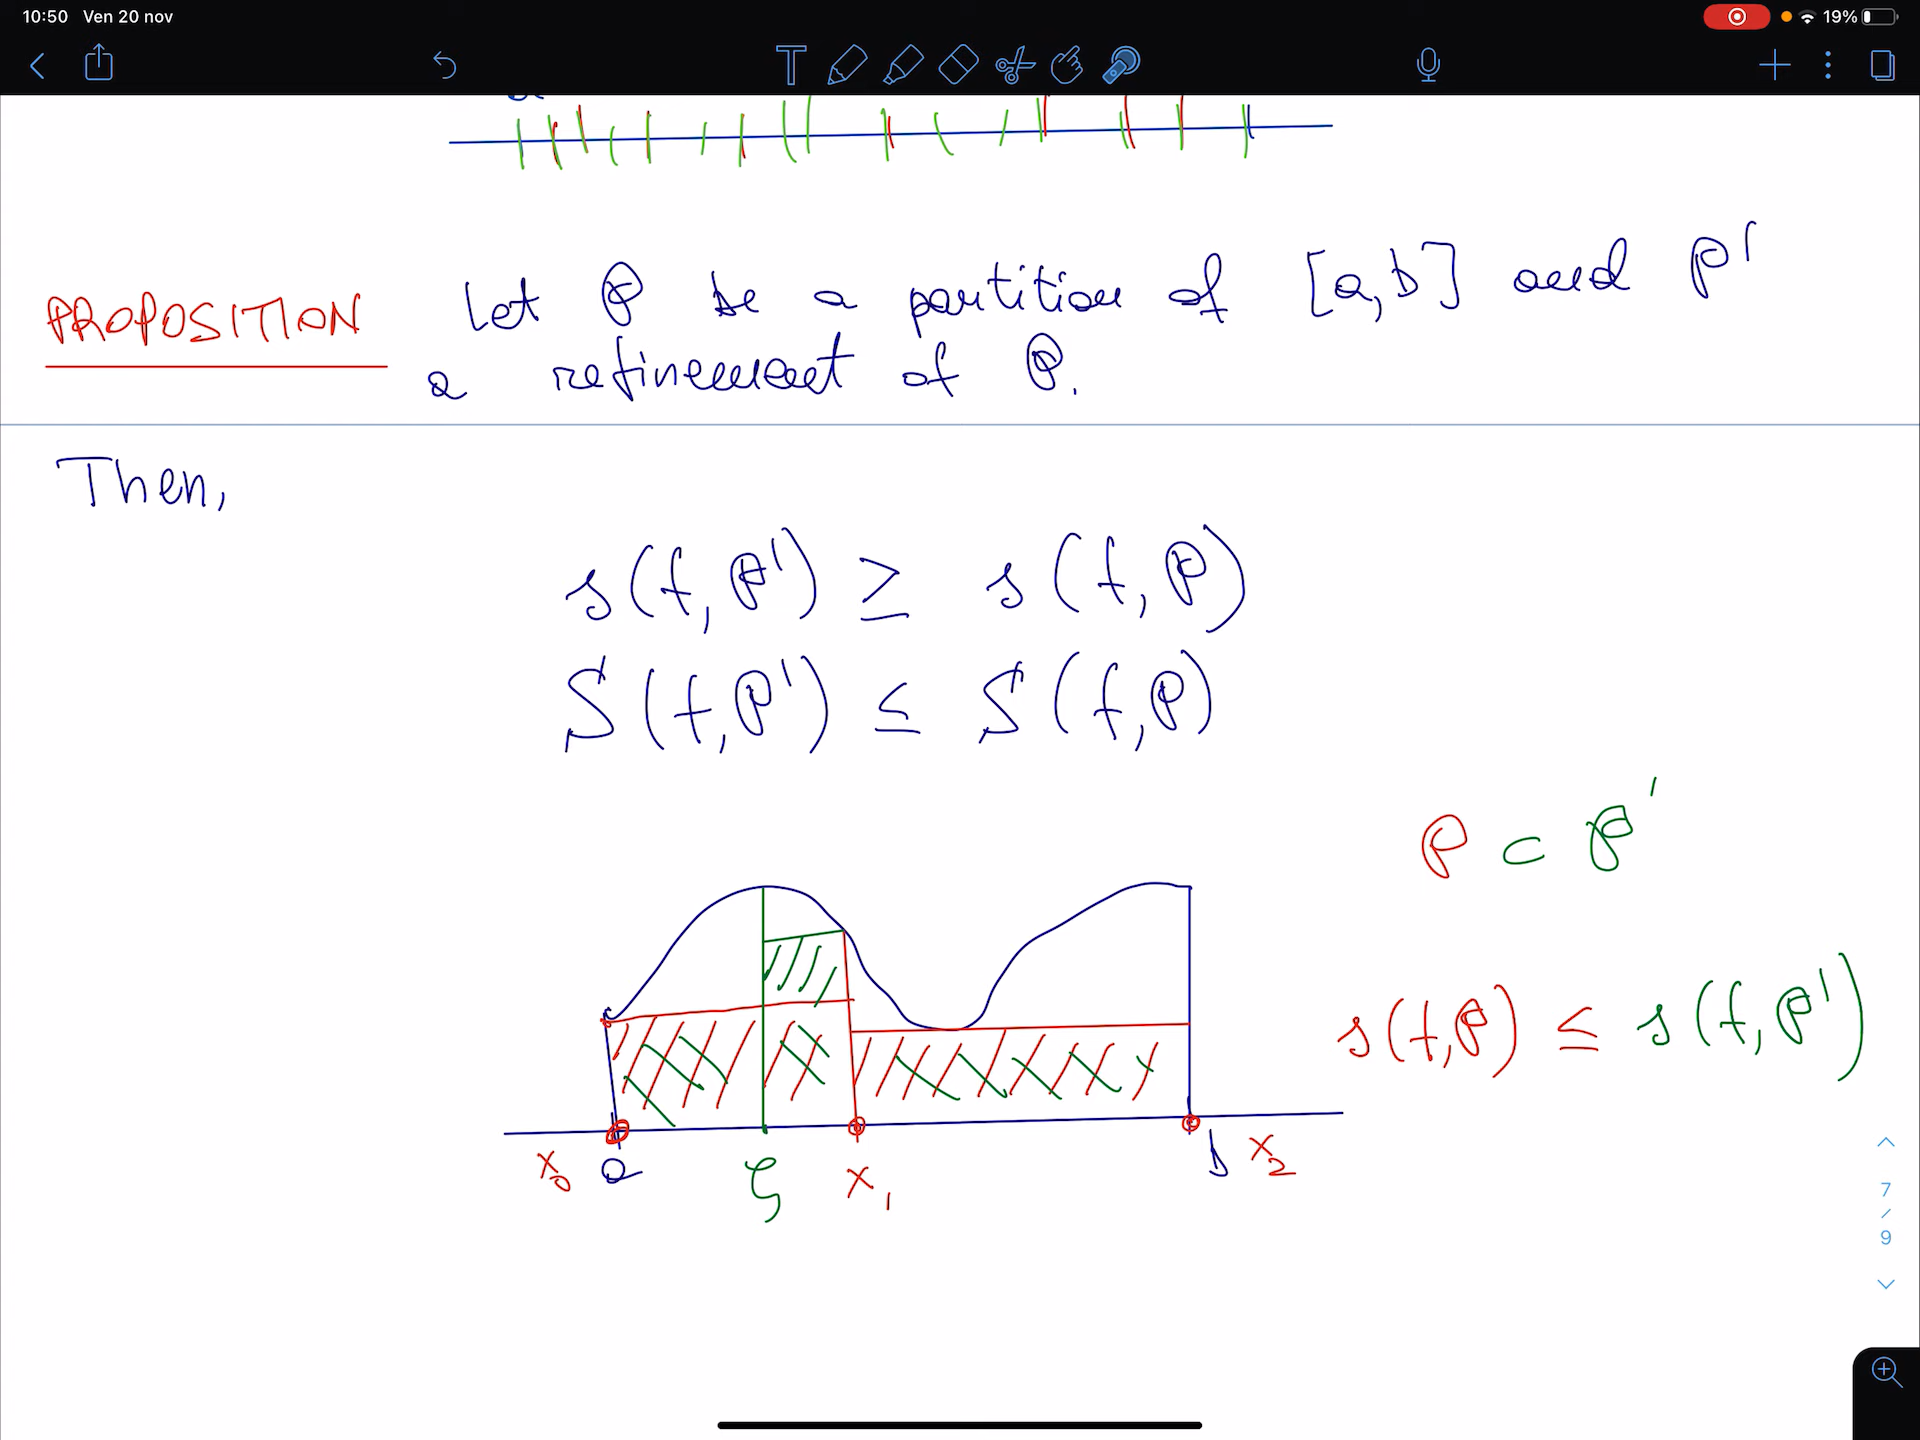 10:50 Ven 20 nov
19%
T
PROPOSITION Let P be a partition of [a,b] and P'
a refinement of P.
Then,
s(f,P') ≥ s(f,P)
S(f,P') ≤ S(f,P)
P ⊂ P'
s(f,P) ≤ s(f,P')
x₀ a ζ x₁ b x₂
7
/
9